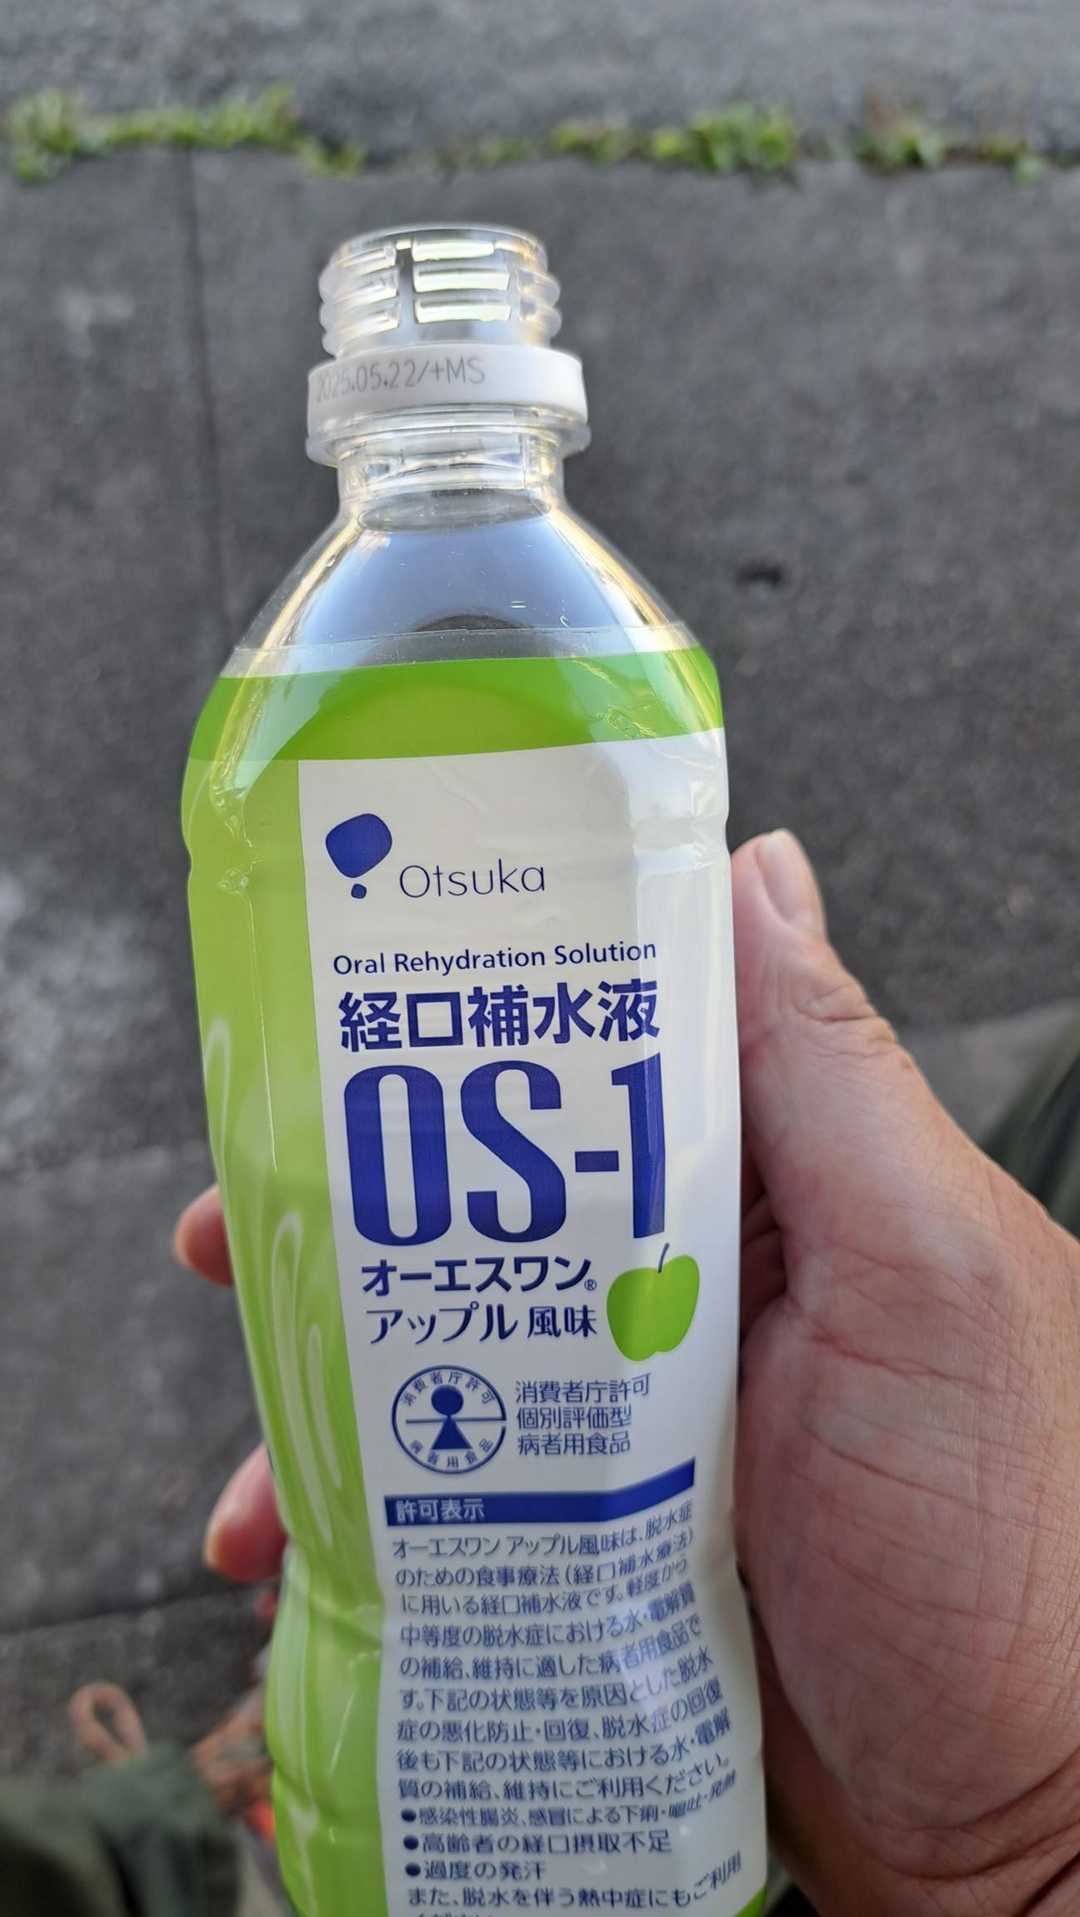 2025.05.22/+MS
Otsuka
Oral Rehydration Solution
経口補水液
OS-1
オーエスワン®
アップル風味
消費者庁許可
病者用食品
消費者庁許可
個別評価型
病者用食品
許可表示
オーエスワン アップル風味は、脱水症
のための食事療法(経口補水療法)
に用いる経口補水液です。軽度から
中等度の脱水症における水・電解質
の補給、維持に適した病者用食品で
す。下記の状態等を原因とした脱水
症の悪化防止・回復、脱水症の回復
後も下記の状態等における水・電解
質の補給、維持にご利用ください。
●感染性腸炎、感冒による下痢・嘔吐・発熱
●高齢者の経口摂取不足
●過度の発汗
また、脱水を伴う熱中症にもご利用